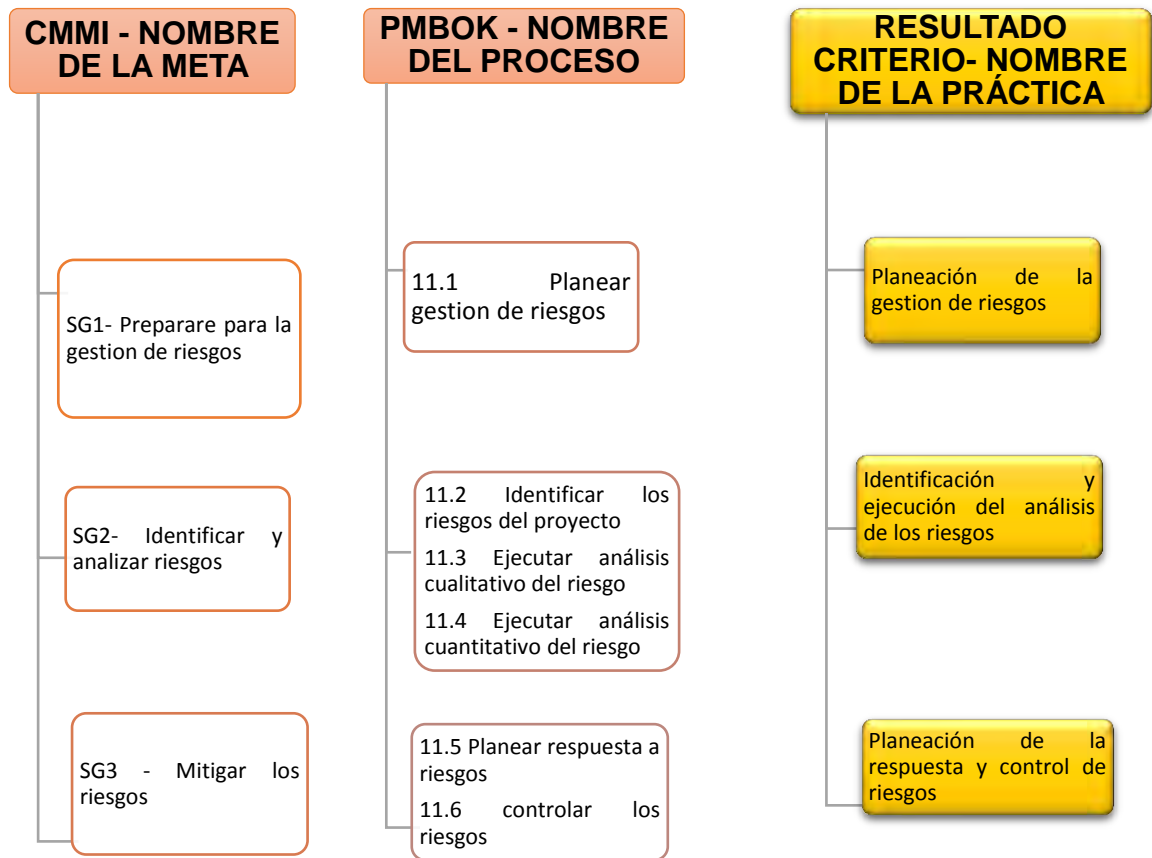 CMMI - NOMBRE
DE LA META
SG1- Preparare para la
gestion de riesgos
SG2- Identificar y
analizar riesgos
SG3 - Mitigar los
riesgos
PMBOK - NOMBRE
DEL PROCESO
11.1 Planear
gestion de riesgos
11.2 Identificar los
riesgos del proyecto
11.3 Ejecutar análisis
cualitativo del riesgo
11.4 Ejecutar análisis
cuantitativo del riesgo
11.5 Planear respuesta a
riesgos
11.6 controlar los
riesgos
RESULTADO
CRITERIO- NOMBRE
DE LA PRÁCTICA
Planeación de la
gestion de riesgos
Identificación y
ejecución del análisis
de los riesgos
Planeación de la
respuesta y control de
riesgos